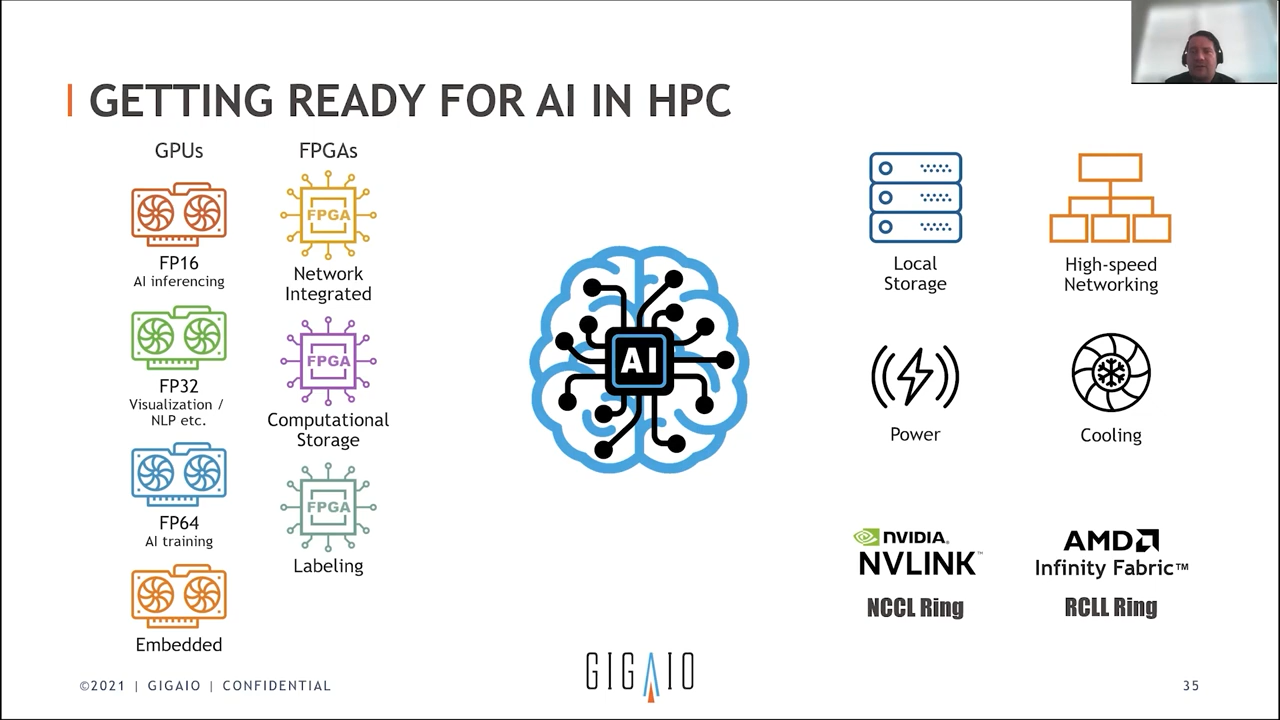 GETTING READY FOR AI IN HPC
GPUs
FP16
AI inferencing
FP32
Visualization /
NLP etc.
FP64
AI training
Embedded
FPGAs
FPGA
Network
Integrated
FPGA
Computational
Storage
FPGA
Labeling
AI
Local
Storage
High-speed
Networking
Power
Cooling
NVIDIA.
NVLINK™
NCCL Ring
AMD
Infinity Fabric™
RCLL Ring
©2021 | GIGAIO | CONFIDENTIAL
GIGAIO
35